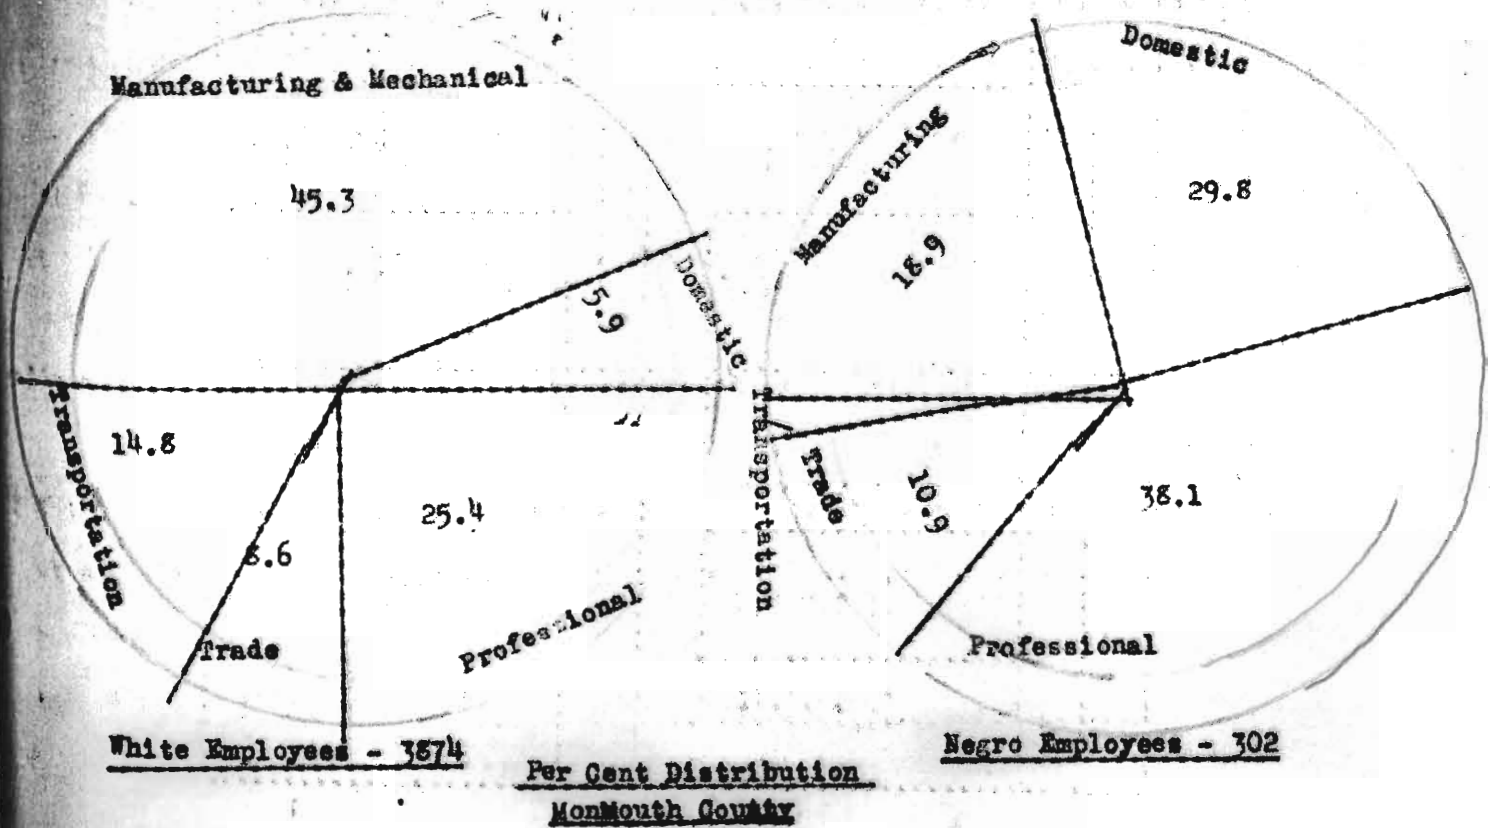 Manufacturing & Mechanical
45.3
Domestic
5.9
Transportation
14.8
8.6
Trade
25.4
Professional
White Employees - 3874
Domestic
29.8
Manufacturing
18.9
Transportation
Trade
10.9
38.1
Professional
Negro Employees - 302
Per Cent Distribution
MonMouth County